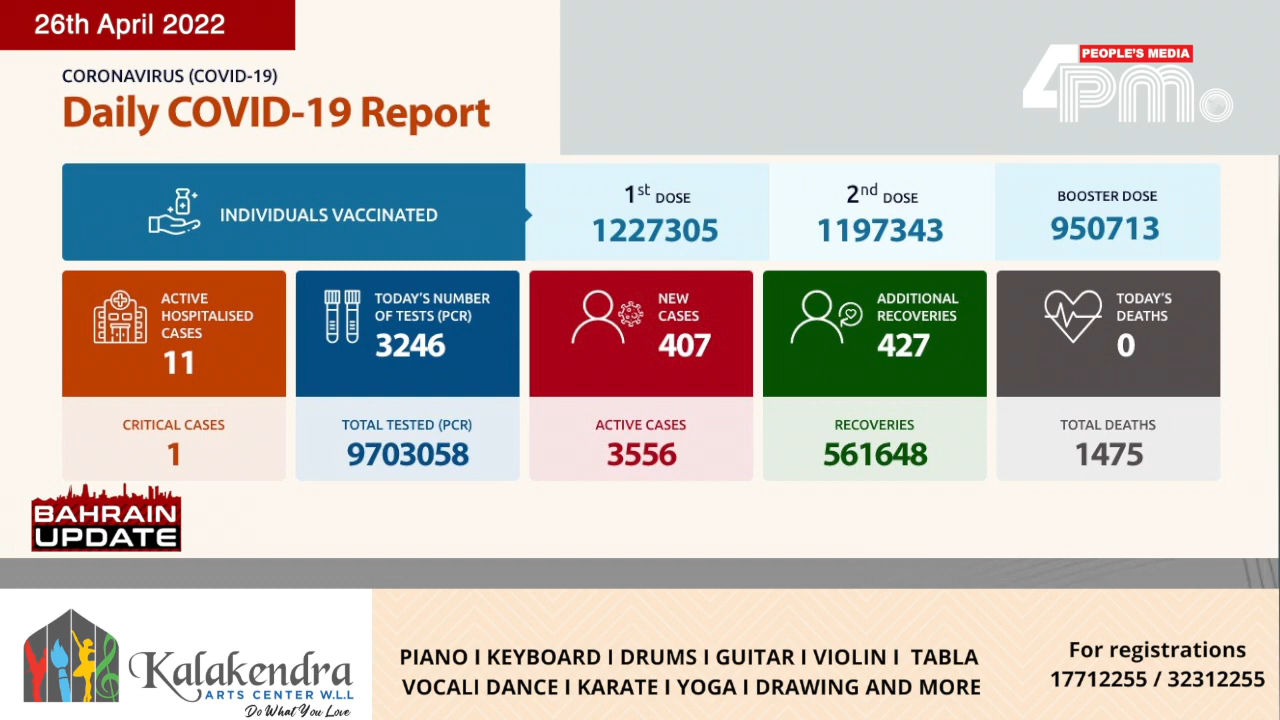 26th April 2022
PEOPLE'S MEDIA
4PM
CORONAVIRUS (COVID-19)
Daily COVID-19 Report
INDIVIDUALS VACCINATED
1st DOSE
1227305
2nd DOSE
1197343
BOOSTER DOSE
950713
ACTIVE
HOSPITALISED
CASES
11
CRITICAL CASES
1
TODAY'S NUMBER
OF TESTS (PCR)
3246
TOTAL TESTED (PCR)
9703058
NEW
CASES
407
ACTIVE CASES
3556
ADDITIONAL
RECOVERIES
427
RECOVERIES
561648
TODAY'S
DEATHS
0
TOTAL DEATHS
1475
BAHRAIN
UPDATE
Kalakendra
ARTS CENTER W.L.L
Do What You Love
PIANO I KEYBOARD I DRUMS I GUITAR I VIOLIN I TABLA
VOCALI DANCE I KARATE I YOGA I DRAWING AND MORE
For registrations
17712255 / 32312255